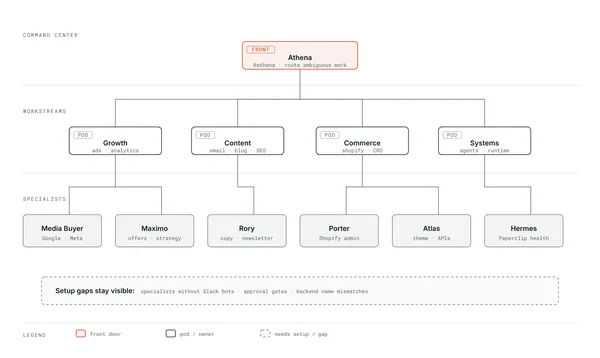 COMMAND CENTER
FRONT
Athena
@athena · route ambiguous work
WORKSTREAMS
POD
Growth
ads · analytics
POD
Content
email · blog · SEO
POD
Commerce
shopify · CRO
POD
Systems
agents · runtime
SPECIALISTS
Media Buyer
Google · Meta
Maximo
offers · strategy
Rory
copy · newsletter
Porter
Shopify admin
Atlas
theme · APIs
Hermes
Paperclip health
Setup gaps stay visible: specialists without Slack bots · approval gates · backend name mismatches
LEGEND
front door
pod / owner
needs setup / gap